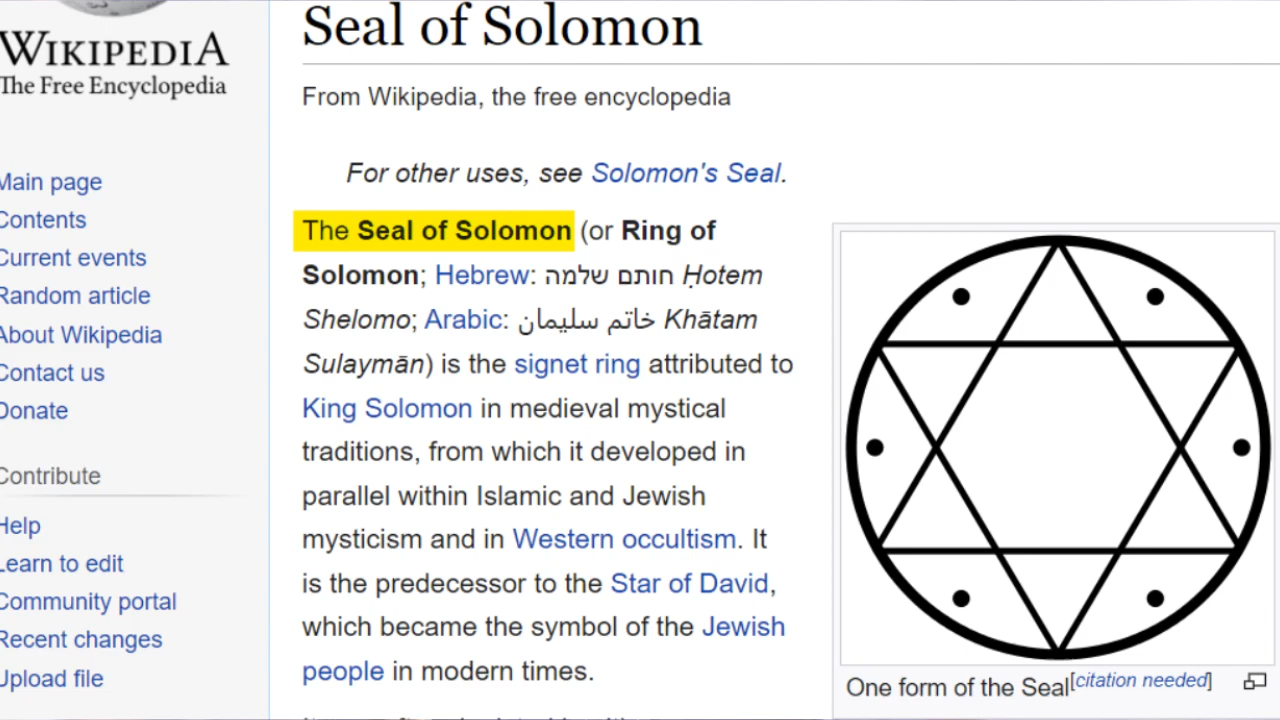 WIKIPEDIA
The Free Encyclopedia
Main page
Contents
Current events
Random article
About Wikipedia
Contact us
Donate
Contribute
Help
Learn to edit
Community portal
Recent changes
Upload file
Seal of Solomon
From Wikipedia, the free encyclopedia
For other uses, see Solomon's Seal.
The Seal of Solomon (or Ring of
Solomon; Hebrew: חותם שלמה Ḥotem
Shelomo; Arabic: خاتم سليمان Khātam
Sulaymān) is the signet ring attributed to
King Solomon in medieval mystical
traditions, from which it developed in
parallel within Islamic and Jewish
mysticism and in Western occultism. It
is the predecessor to the Star of David,
which became the symbol of the Jewish
people in modern times.
One form of the Seal[citation needed]